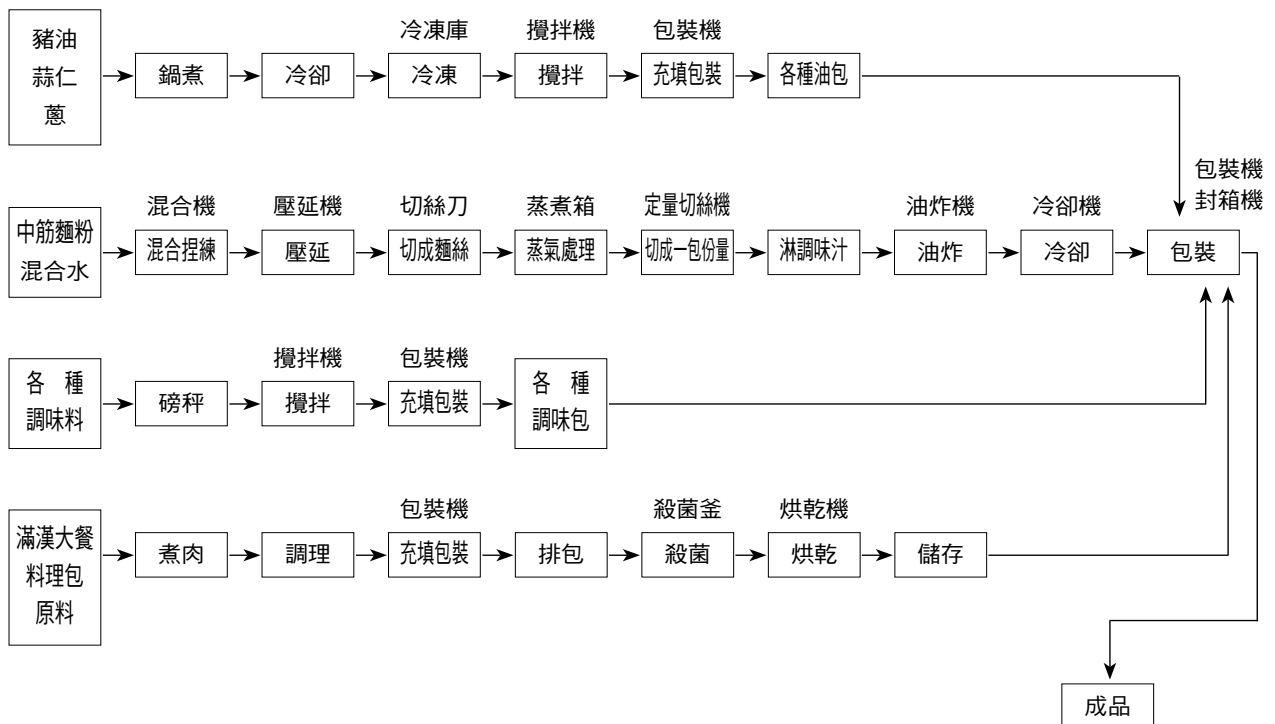 冷凍庫 攪拌機 包裝機
豬油
蒜仁
蔥
鍋煮 冷卻 冷凍 攪拌 充填包裝 各種油包
包裝機
封箱機
混合機 壓延機 切絲刀 蒸煮箱 定量切絲機 油炸機 冷卻機
中筋麵粉
混合水
混合捏練 壓延 切成麵絲 蒸氣處理 切成一包份量 淋調味汁 油炸 冷卻 包裝
攪拌機 包裝機
各種
調味料
磅秤 攪拌 充填包裝
各種
調味包
包裝機 殺菌釜 烘乾機
滿漢大餐
料理包
原料
煮肉 調理 充填包裝 排包 殺菌 烘乾 儲存
成品